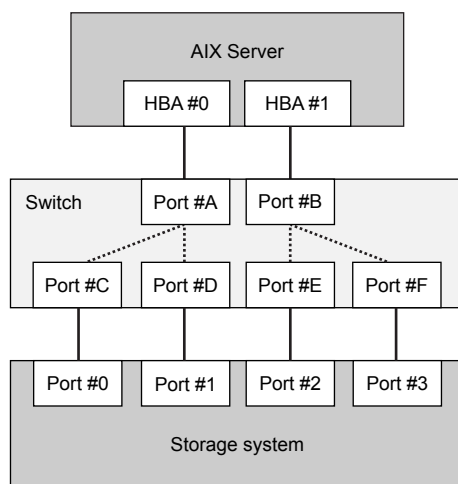 AIX Server
HBA #0
HBA #1
Switch
Port #A
Port #B
Port #C
Port #D
Port #E
Port #F
Port #0
Port #1
Port #2
Port #3
Storage system